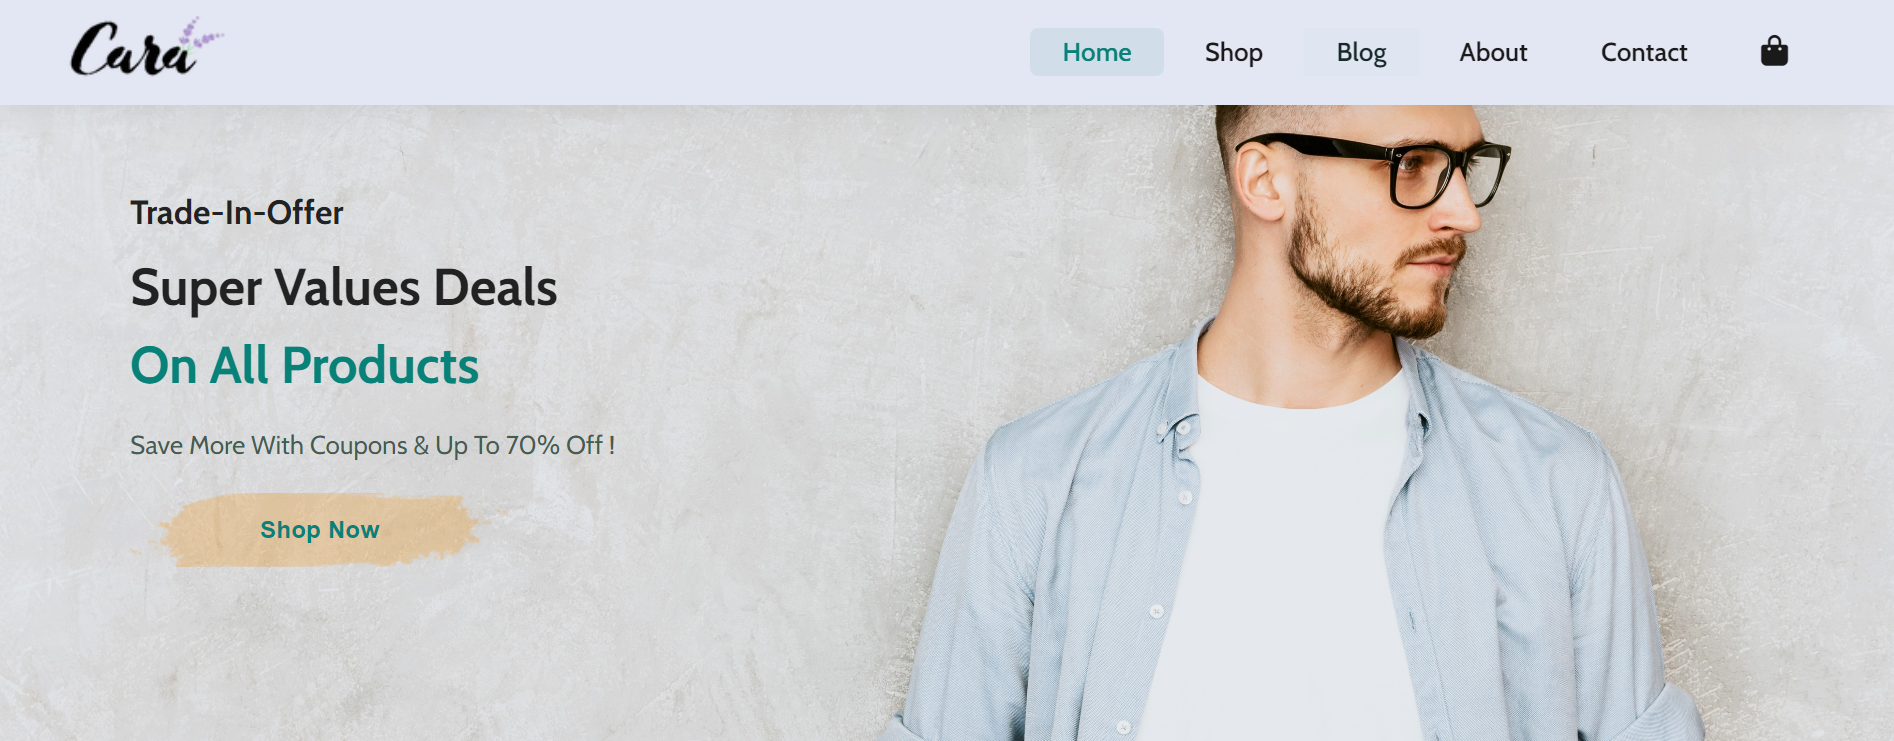 Cara
Home Shop Blog About Contact
Trade-In-Offer
Super Values Deals
On All Products
Save More With Coupons & Up To 70% Off !
Shop Now